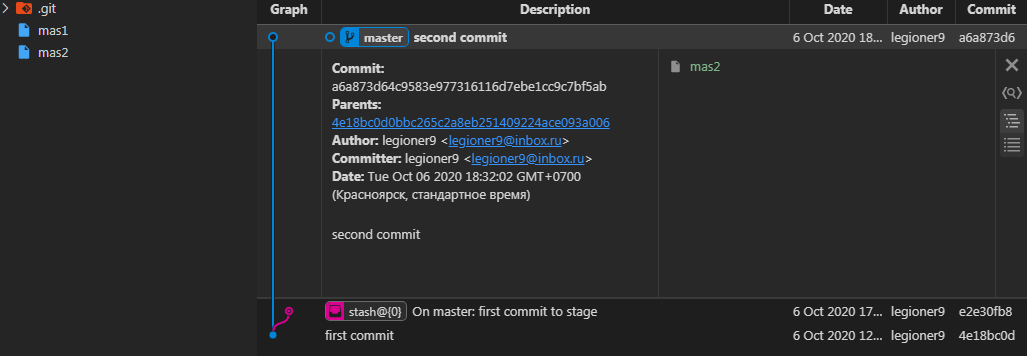 .git
mas1
mas2
Graph Description Date Author Commit
master second commit 6 Oct 2020 18... legioner9 a6a873d6
Commit:
a6a873d64c9583e977316116d7ebe1cc9c7bf5ab
Parents:
4e18bc0d0bbc265c2a8eb251409224ace093a006
Author: legioner9 <legioner9@inbox.ru>
Committer: legioner9 <legioner9@inbox.ru>
Date: Tue Oct 06 2020 18:32:02 GMT+0700
(Красноярск, стандартное время)
second commit
mas2
stash@{0} On master: first commit to stage 6 Oct 2020 17... legioner9 e2e30fb8
first commit 6 Oct 2020 12... legioner9 4e18bc0d